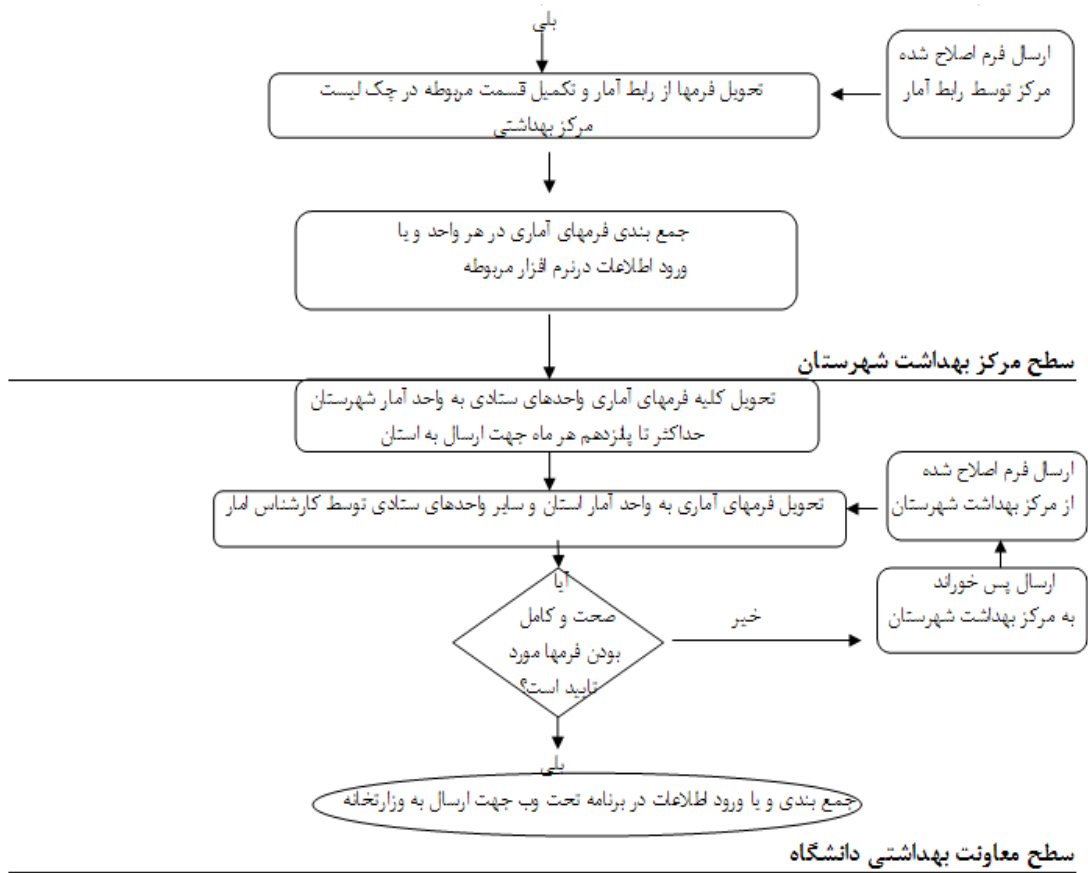 بلی
ارسال فرم اصلاح شده
مرکز توسط رابط آمار
تحویل فرمها از رابط آمار و تکمیل قسمت مربوطه در چک لیست
مرکز بهداشتی
جمع بندی فرمهای آماری در هر واحد و یا
ورود اطلاعات درنرم افزار مربوطه
سطح مرکز بهداشت شهرستان
تحویل کلیه فرمهای آماری واحدهای ستادی به واحد آمار شهرستان
حداکثر تا پانزدهم هر ماه جهت ارسال به استان
ارسال فرم اصلاح شده
از مرکز بهداشت شهرستان
تحویل فرمهای آماری به واحد آمار استان و سایر واحدهای ستادی توسط کارشناس امار
آیا
صحت و کامل
بودن فرمها مورد
تایید است؟
خیر
ارسال پس خوراند
به مرکز بهداشت شهرستان
بلی
جمع بندی و یا ورود اطلاعات در برنامه تحت وب جهت ارسال به وزارتخانه
سطح معاونت بهداشتی دانشگاه